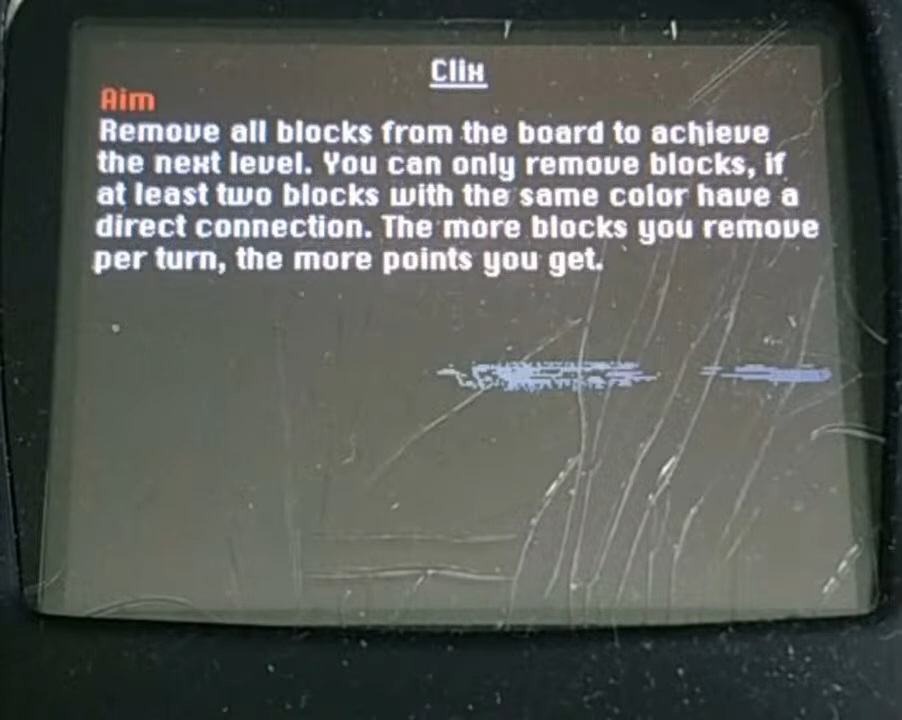 Clix
Aim
Remove all blocks from the board to achieve
the next level. You can only remove blocks, if
at least two blocks with the same color have a
direct connection. The more blocks you remove
per turn, the more points you get.